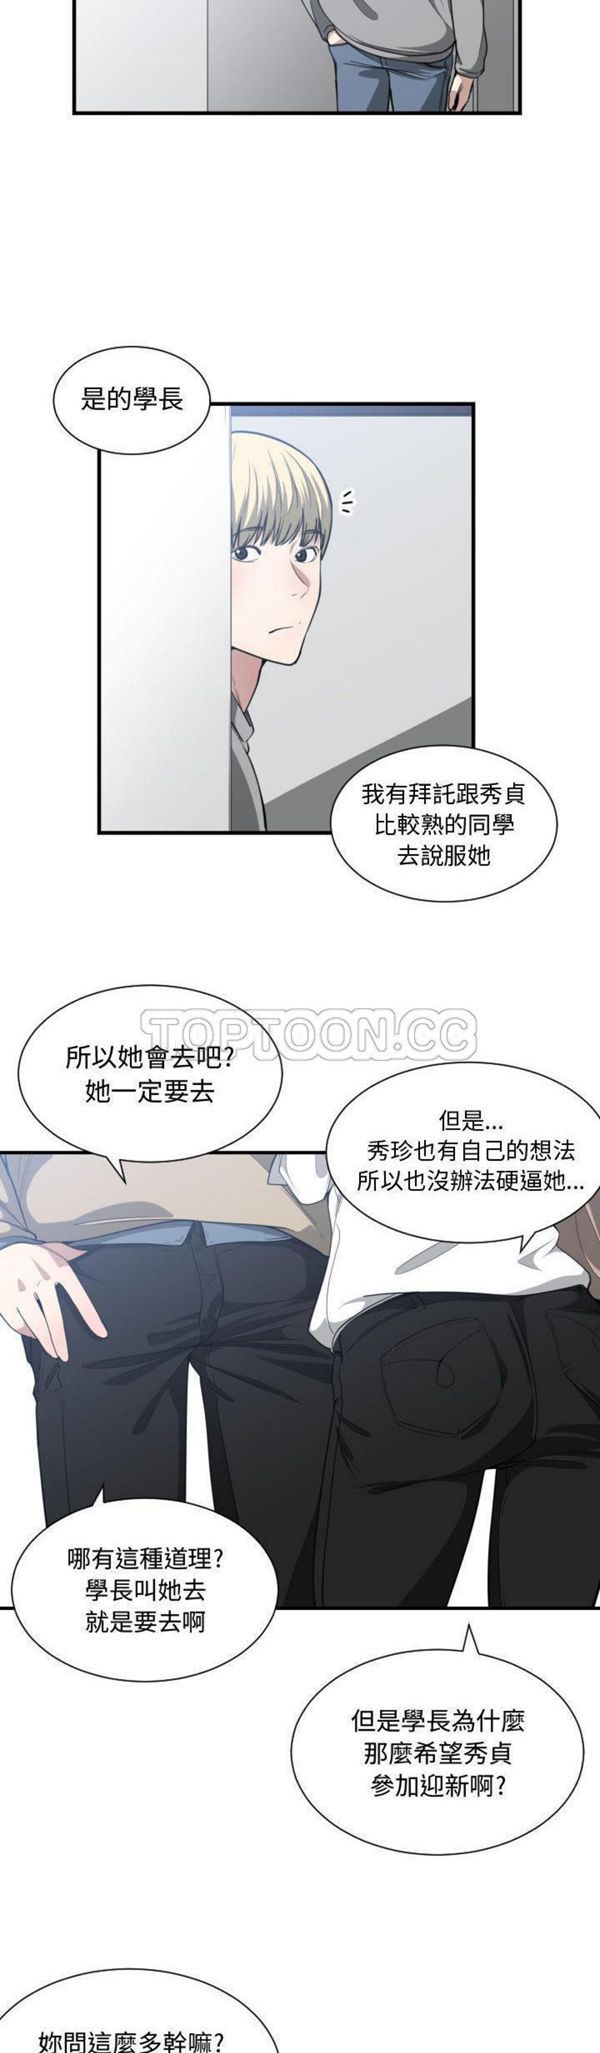 是的學長
我有拜託跟秀貞
比較熟的同學
去說服她
TOPTOON.CC
所以她會去吧?
她一定要去
但是...
秀珍也有自己的想法
所以也沒辦法硬逼她...
哪有這種道理?
學長叫她去
就是要去啊
但是學長為什麼
那麼希望秀貞
參加迎新啊?
妳問這麼多幹嘛?